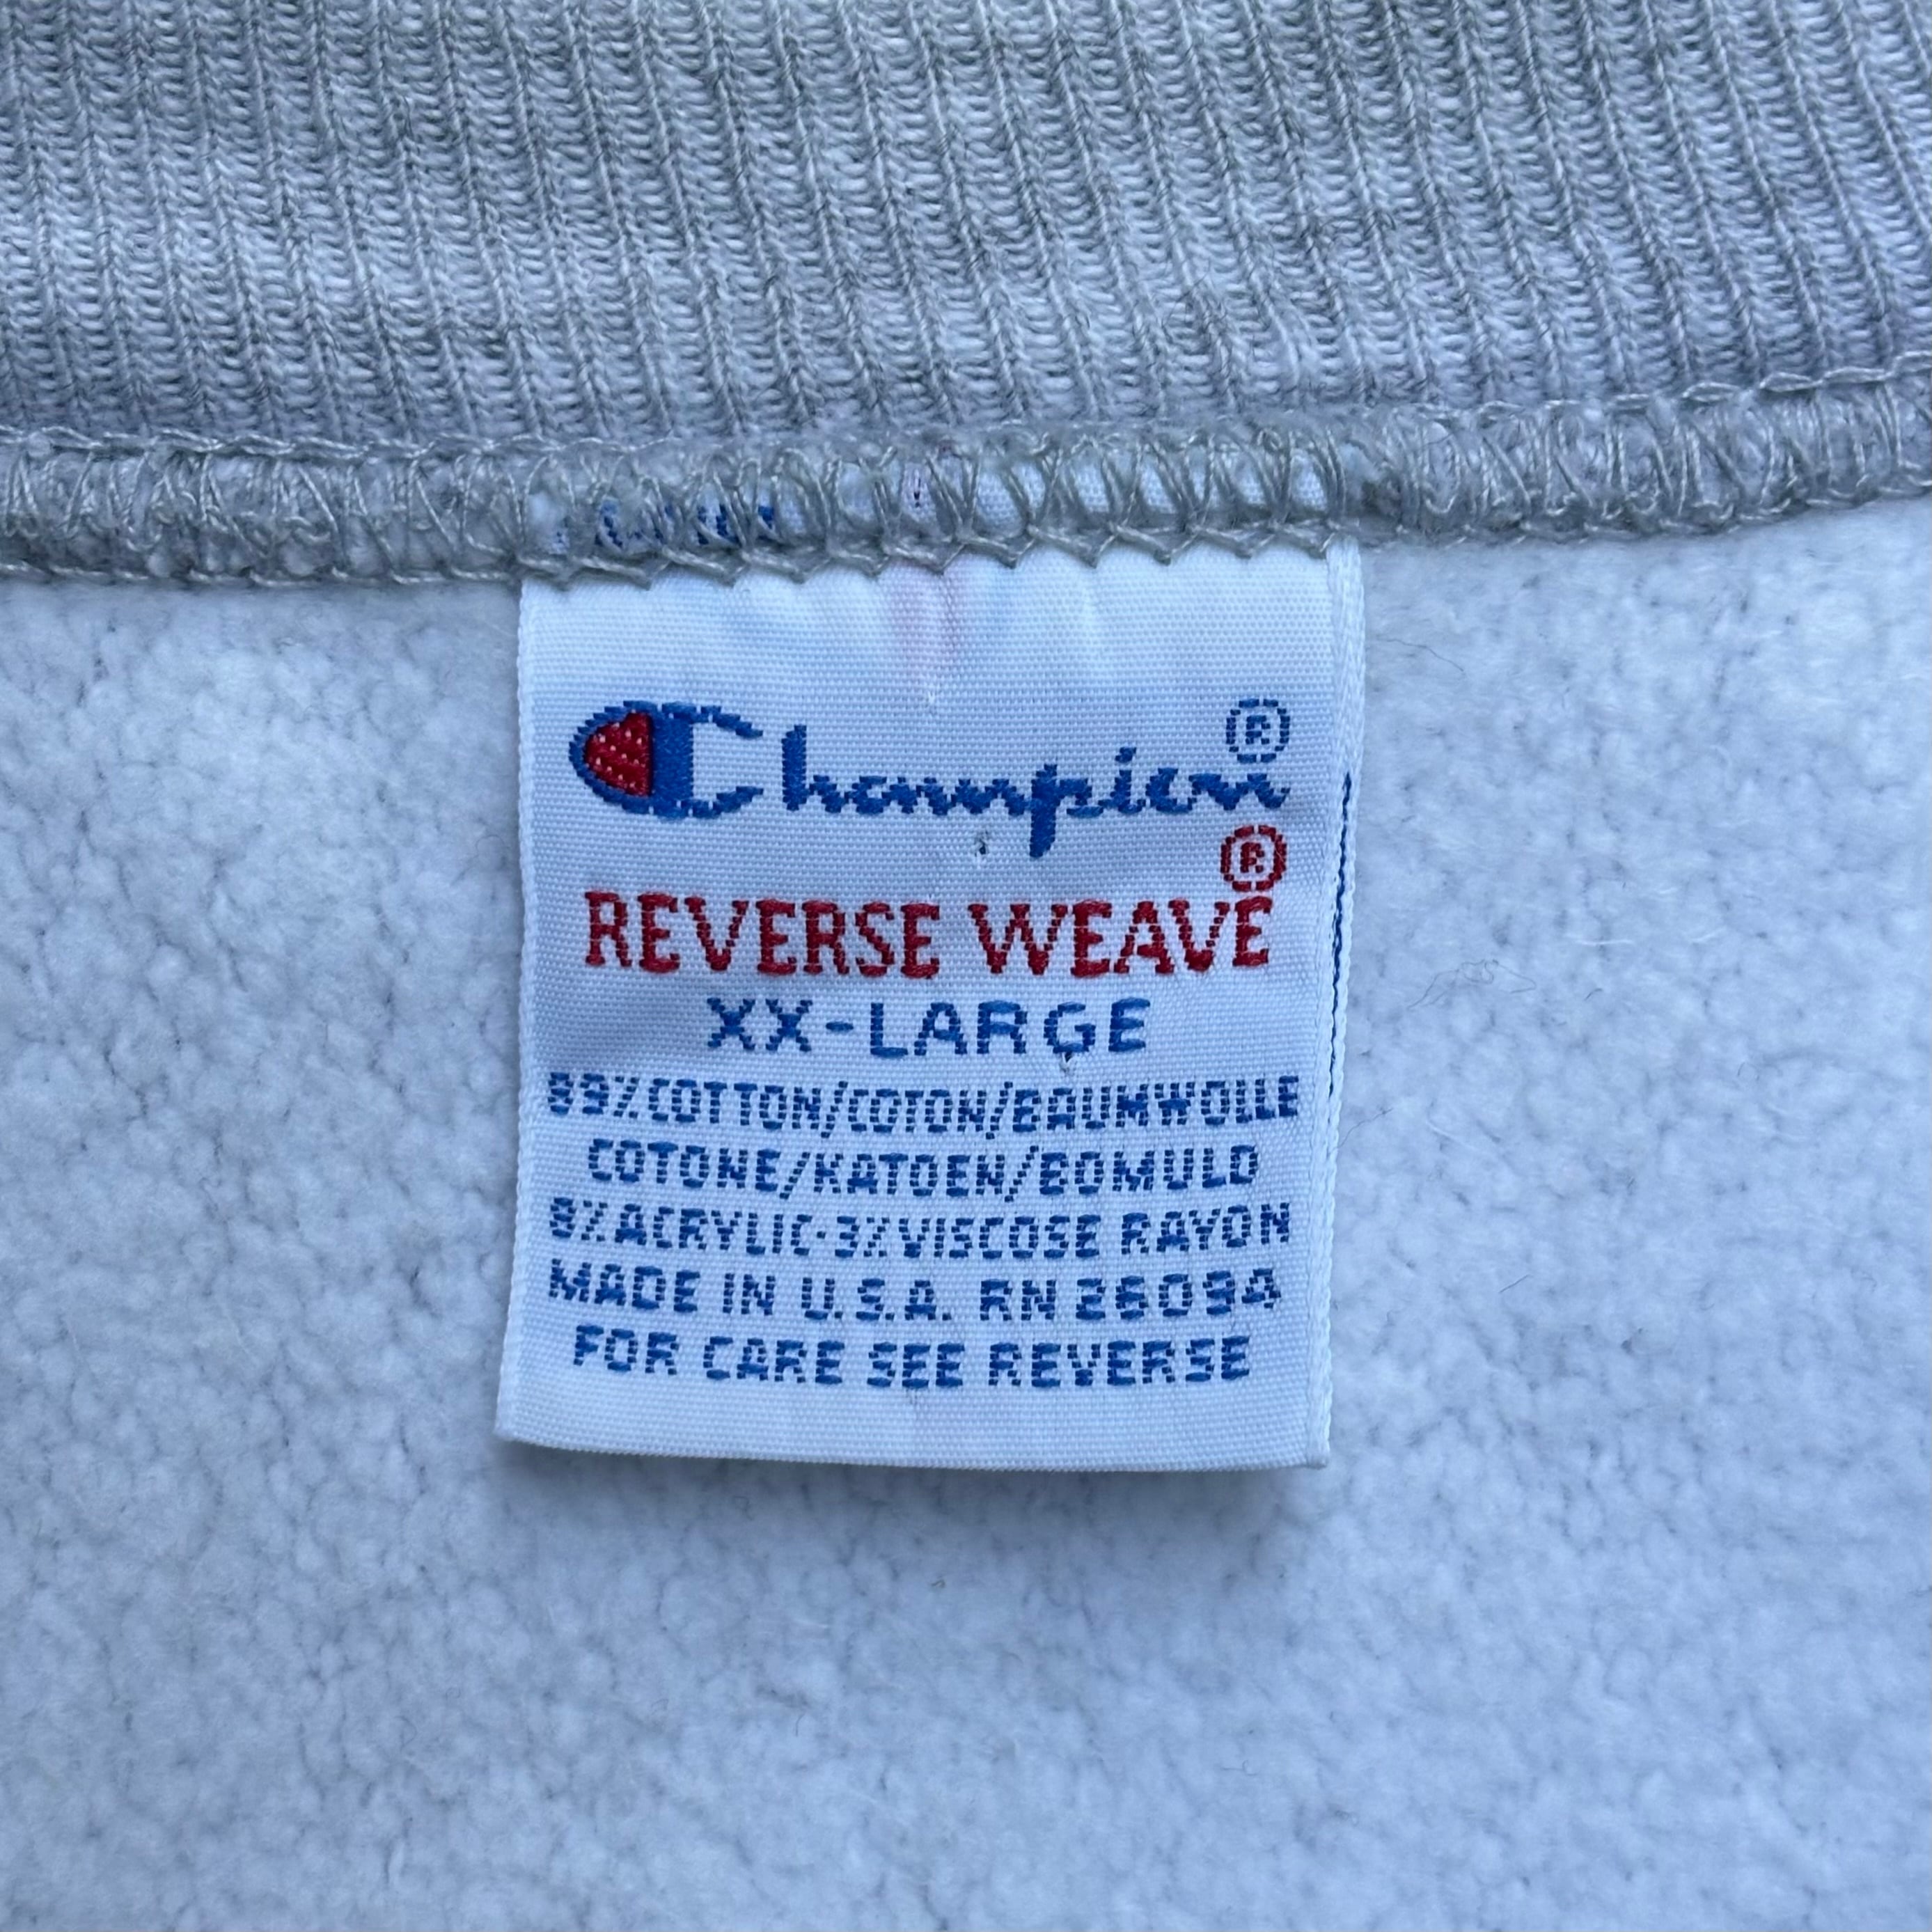 Champion®
REVERSE WEAVE®
XX-LARGE
89% COTTON/COTON/BAUMWOLLE
COTONE/KATOEN/BOMULD
8% ACRYLIC·3% VISCOSE RAYON
MADE IN U.S.A. RN 26094
FOR CARE SEE REVERSE